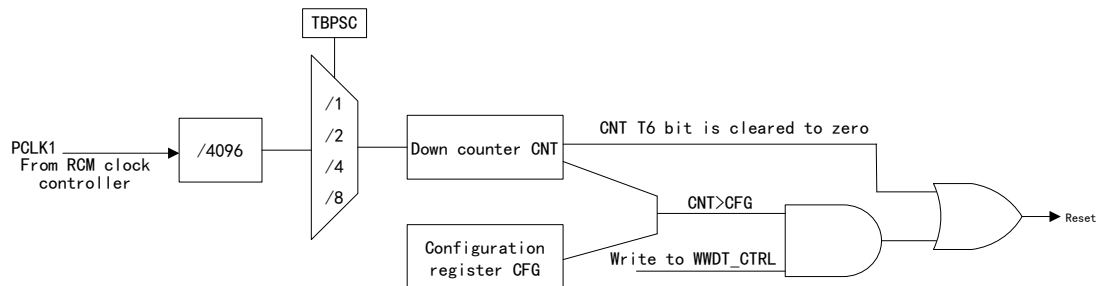 TBPSC
/1
/2
/4
/8
PCLK1
From RCM clock
controller
/4096
Down counter CNT
CNT T6 bit is cleared to zero
CNT>CFG
Configuration
register CFG
Write to WWDT_CTRL
Reset